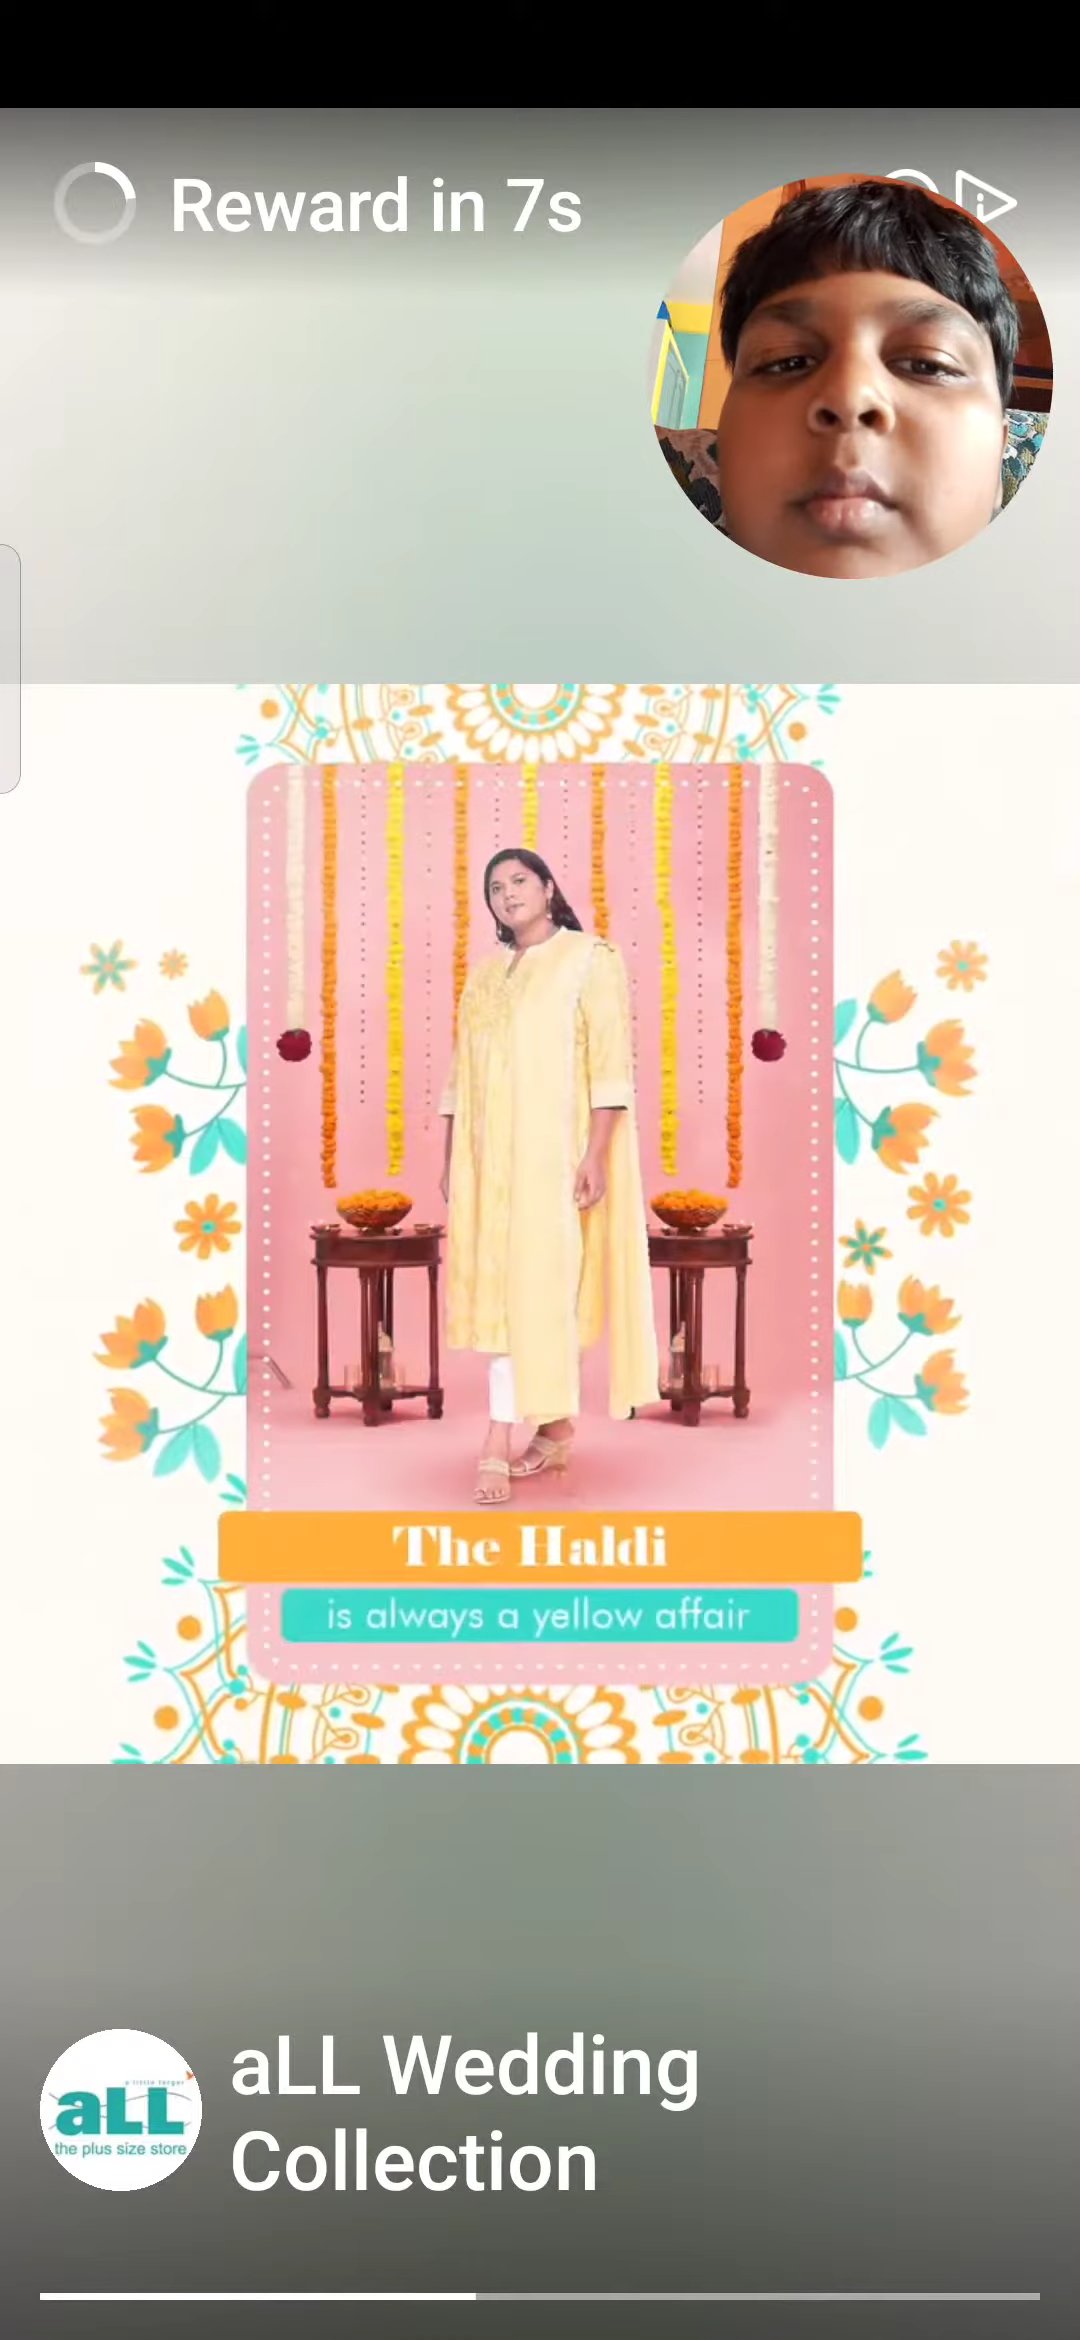 Reward in 7s
The Haldi
is always a yellow affair
a little larger
aLL
the plus size store
aLL Wedding
Collection